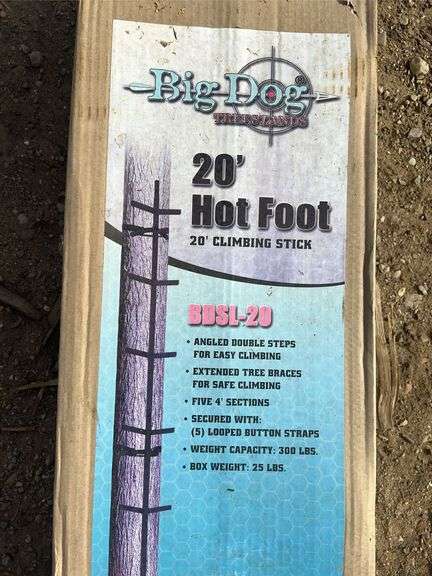 Big Dog®
TREESTANDS
20'
Hot Foot
20' CLIMBING STICK
BDSL-20
• ANGLED DOUBLE STEPS
FOR EASY CLIMBING
• EXTENDED TREE BRACES
FOR SAFE CLIMBING
• FIVE 4' SECTIONS
• SECURED WITH:
(5) LOOPED BUTTON STRAPS
• WEIGHT CAPACITY: 300 LBS.
• BOX WEIGHT: 25 LBS.